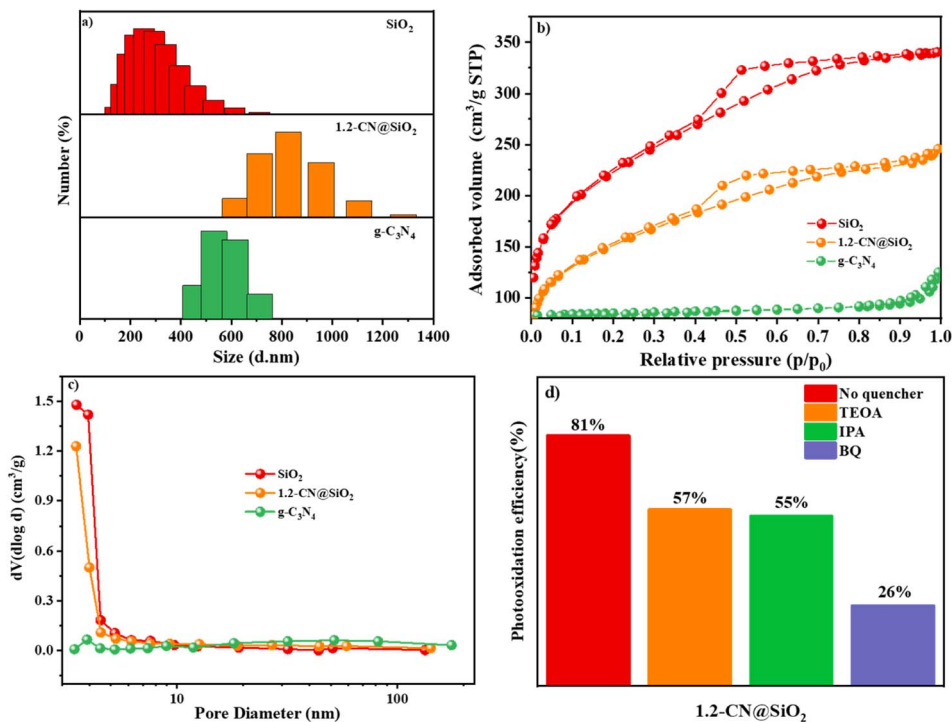 a)
SiO₂
1.2-CN@SiO₂
g-C₃N₄
Number (%)
0 200 400 600 800 1000 1200 1400
Size (d.nm)
b)
350
300
250
200
150
100
Adsorbed volume (cm³/g STP)
SiO₂
1.2-CN@SiO₂
g-C₃N₄
0.0 0.1 0.2 0.3 0.4 0.5 0.6 0.7 0.8 0.9 1.0
Relative pressure (p/p₀)
c)
1.5
1.2
0.9
0.6
0.3
0.0
dV(dlog d) (cm³/g)
SiO₂
1.2-CN@SiO₂
g-C₃N₄
10 100
Pore Diameter (nm)
d)
No quencher
TEOA
IPA
BQ
81%
57%
55%
26%
Photooxidation efficiency(%)
1.2-CN@SiO₂